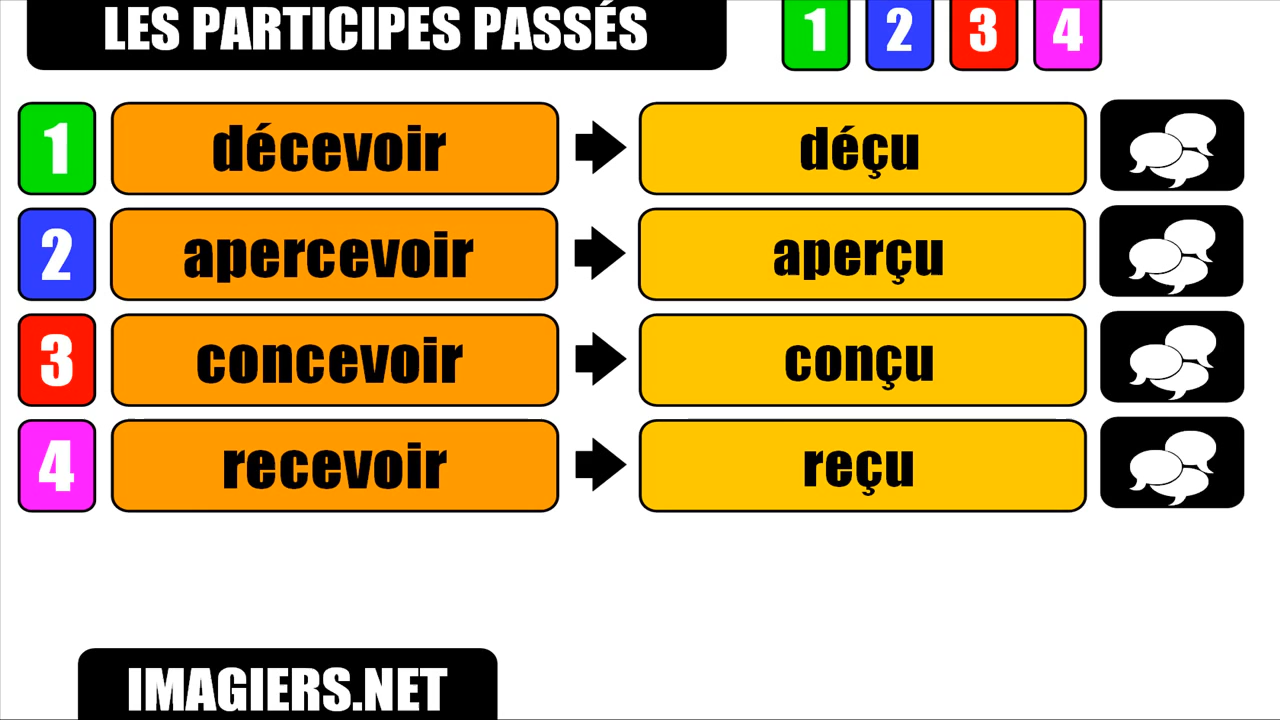 LES PARTICIPES PASSÉS
1 2 3 4
1 décevoir déçu
2 apercevoir aperçu
3 concevoir conçu
4 recevoir reçu
IMAGIERS.NET